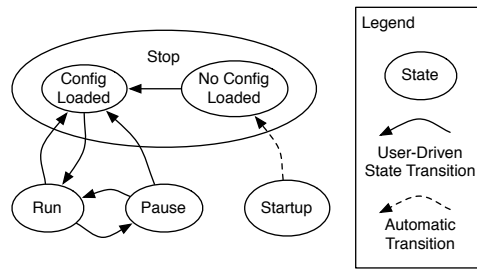 Stop
Config
Loaded
No Config
Loaded
Run
Pause
Startup
Legend
State
User-Driven
State Transition
Automatic
Transition